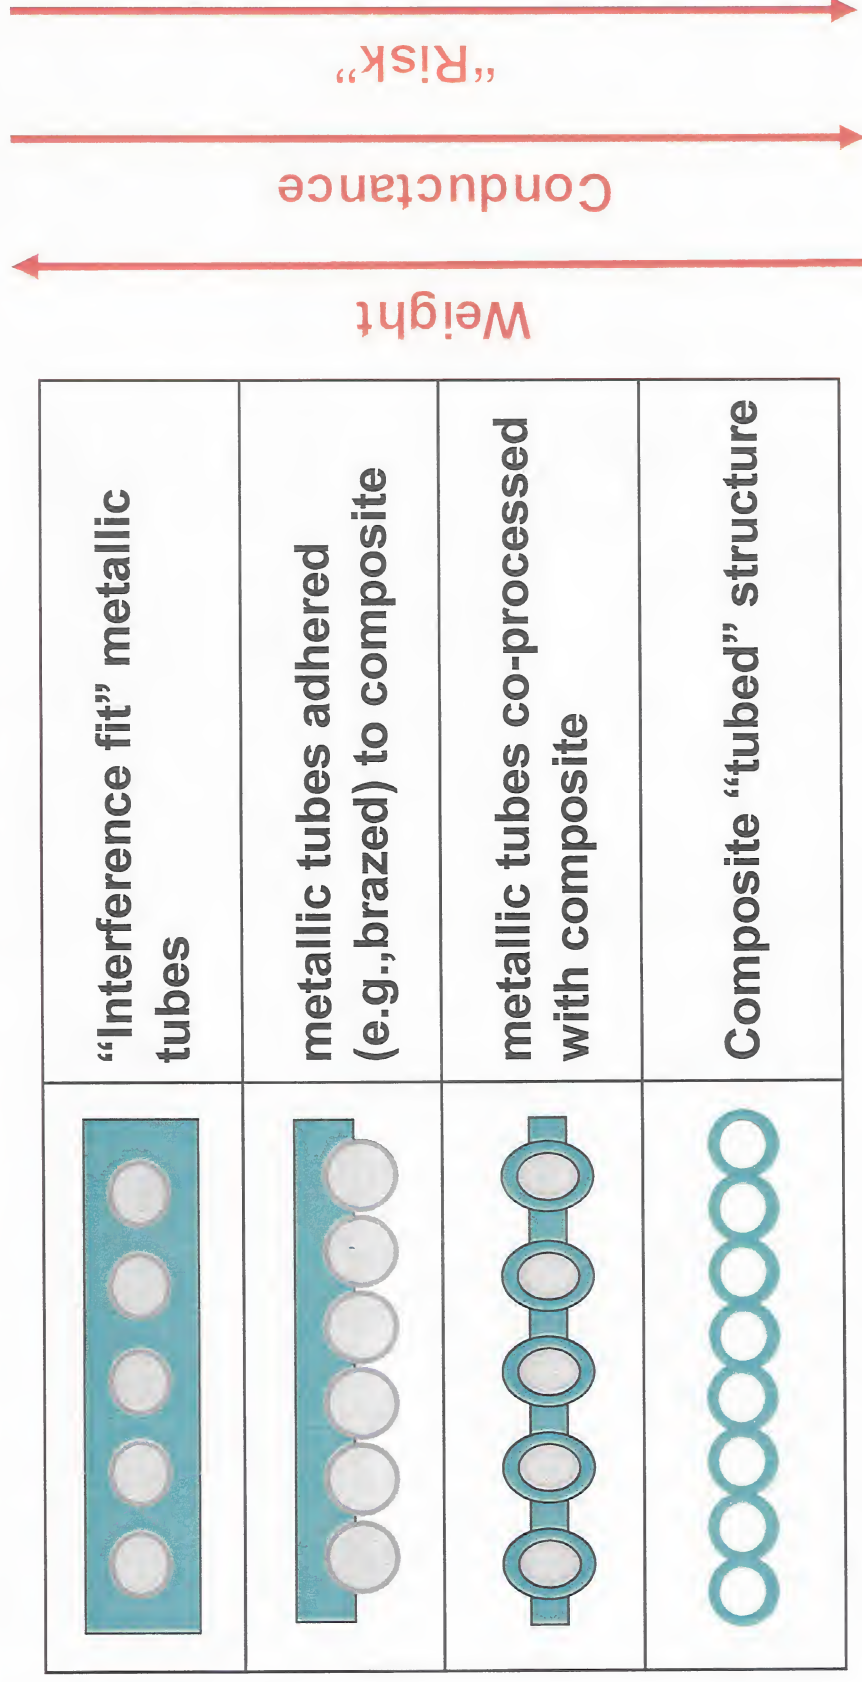 “Interference fit” metallic
tubes
metallic tubes adhered
(e.g.,brazed) to composite
metallic tubes co-processed
with composite
Composite “tubed” structure
Weight
Conductance
“Risk”